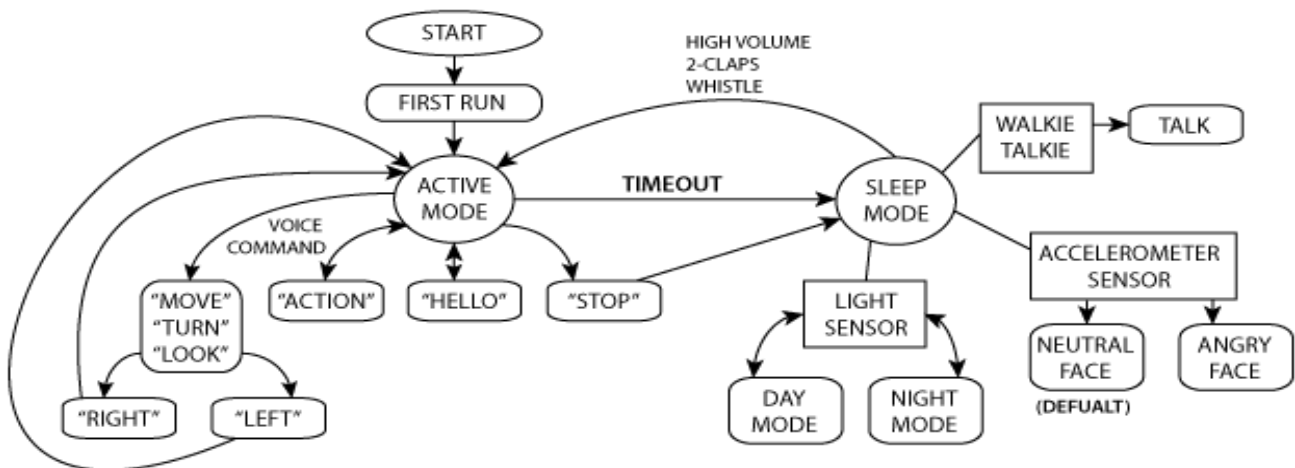 START
HIGH VOLUME
2-CLAPS
WHISTLE
FIRST RUN
WALKIE
TALKIE
TALK
ACTIVE
MODE
TIMEOUT
SLEEP
MODE
VOICE
COMMAND
ACCELEROMETER
SENSOR
"MOVE"
"TURN"
"LOOK"
"ACTION"
"HELLO"
"STOP"
LIGHT
SENSOR
NEUTRAL
FACE
(DEFUALT)
ANGRY
FACE
"RIGHT"
"LEFT"
DAY
MODE
NIGHT
MODE